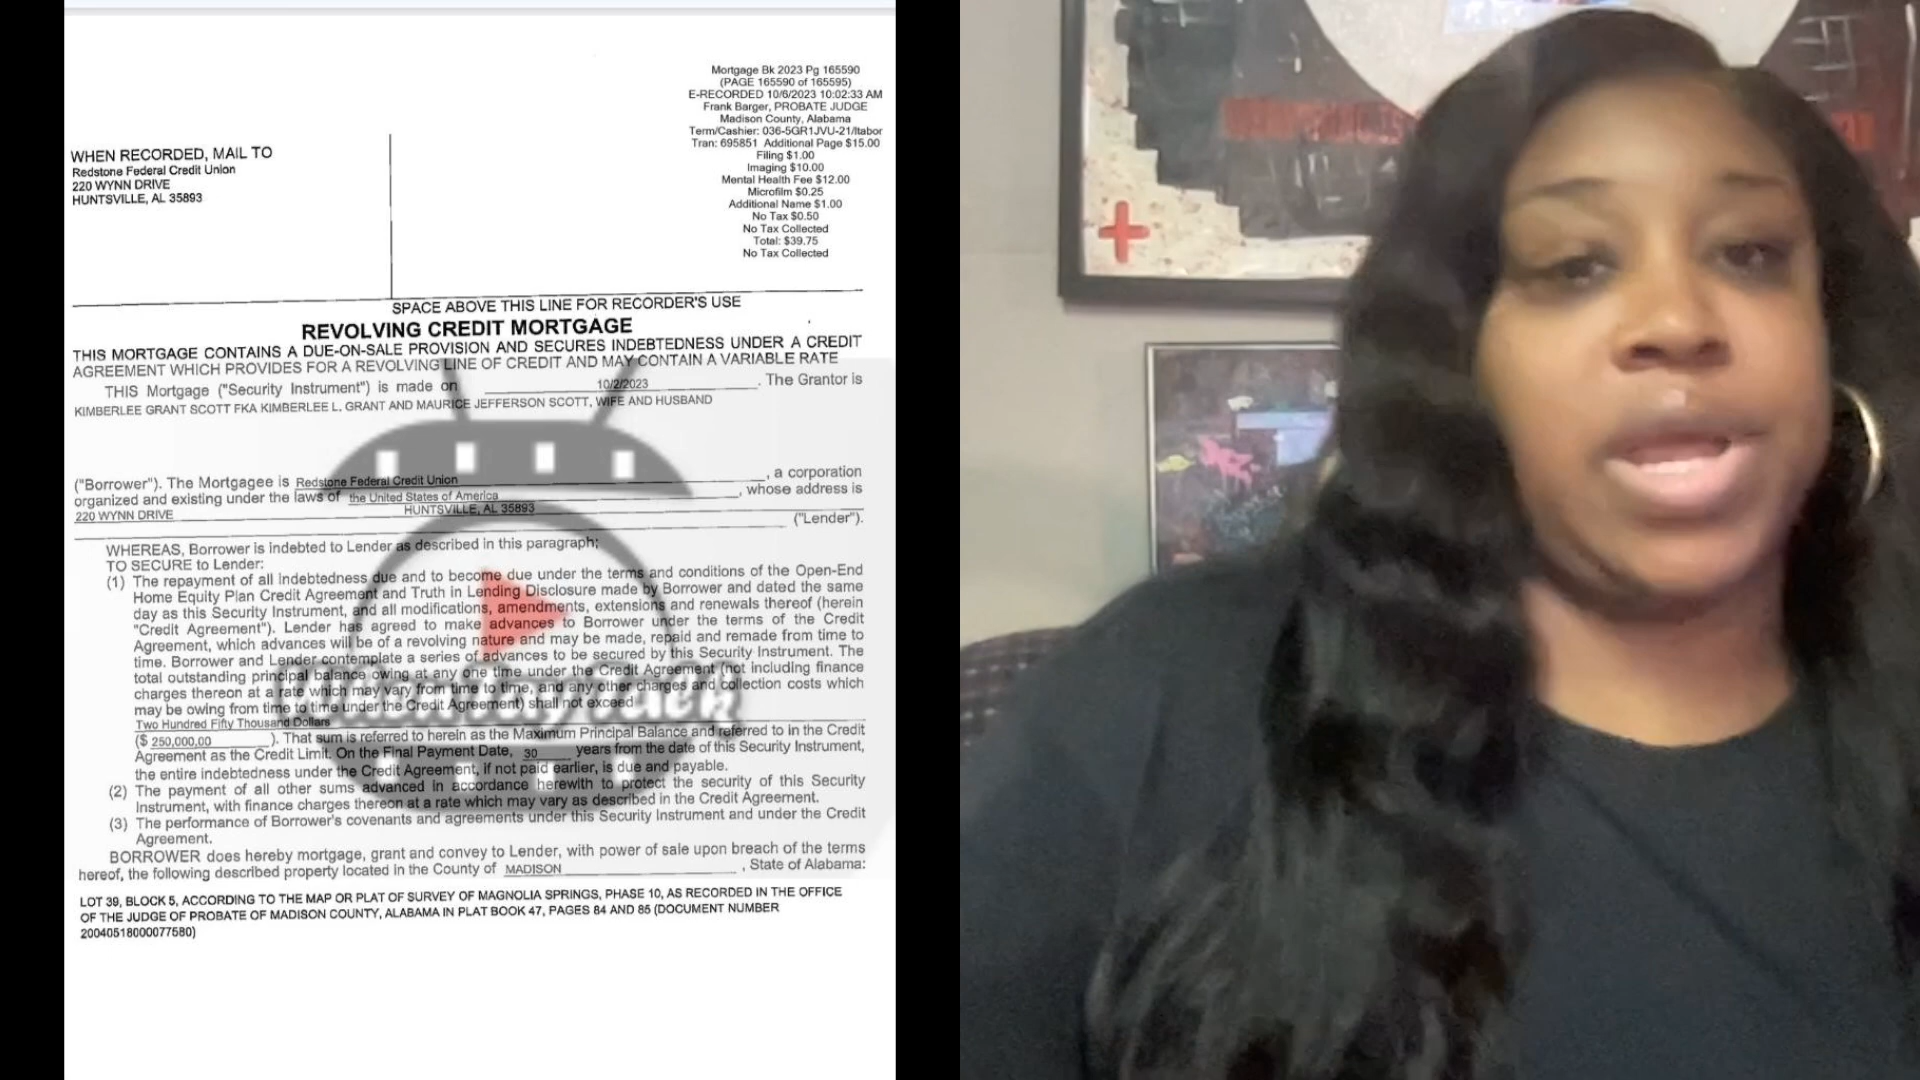 Mortgage Bk 2023 Pg 165590
(PAGE 165590 of 165595)
E-RECORDED 10/6/2023 10:02:33 AM
Frank Barger, PROBATE JUDGE
Madison County, Alabama
Term/Cashier: 036-5GR1JVU-21/ltabor
Tran: 695851 Additional Page $15.00
Filing $1.00
Imaging $10.00
Mental Health Fee $12.00
Microfilm $0.25
Additional Name $1.00
No Tax $0.50
No Tax Collected
Total: $39.75
No Tax Collected
WHEN RECORDED, MAIL TO
Redstone Federal Credit Union
220 WYNN DRIVE
HUNTSVILLE, AL 35893
SPACE ABOVE THIS LINE FOR RECORDER'S USE
REVOLVING CREDIT MORTGAGE
THIS MORTGAGE CONTAINS A DUE-ON-SALE PROVISION AND SECURES INDEBTEDNESS UNDER A CREDIT
AGREEMENT WHICH PROVIDES FOR A REVOLVING LINE OF CREDIT AND MAY CONTAIN A VARIABLE RATE
THIS Mortgage ("Security Instrument") is made on 10/2/2023 . The Grantor is
KIMBERLEE GRANT SCOTT FKA KIMBERLEE L. GRANT AND MAURICE JEFFERSON SCOTT, WIFE AND HUSBAND
("Borrower"). The Mortgagee is Redstone Federal Credit Union , a corporation
organized and existing under the laws of the United States of America , whose address is
220 WYNN DRIVE HUNTSVILLE, AL 35893
("Lender").
WHEREAS, Borrower is indebted to Lender as described in this paragraph;
TO SECURE to Lender:
(1) The repayment of all indebtedness due and to become due under the terms and conditions of the Open-End
Home Equity Plan Credit Agreement and Truth in Lending Disclosure made by Borrower and dated the same
day as this Security Instrument, and all modifications, amendments, extensions and renewals thereof (herein
"Credit Agreement"). Lender has agreed to make advances to Borrower under the terms of the Credit
Agreement, which advances will be of a revolving nature and may be made, repaid and remade from time to
time. Borrower and Lender contemplate a series of advances to be secured by this Security Instrument. The
total outstanding principal balance owing at any one time under the Credit Agreement (not including finance
charges thereon at a rate which may vary from time to time, and any other charges and collection costs which
may be owing from time to time under the Credit Agreement) shall not exceed
Two Hundred Fifty Thousand Dollars
($ 250,000.00 ). That sum is referred to herein as the Maximum Principal Balance and referred to in the Credit
Agreement as the Credit Limit. On the Final Payment Date, 30 years from the date of this Security Instrument,
the entire indebtedness under the Credit Agreement, if not paid earlier, is due and payable.
(2) The payment of all other sums advanced in accordance herewith to protect the security of this Security
Instrument, with finance charges thereon at a rate which may vary as described in the Credit Agreement.
(3) The performance of Borrower's covenants and agreements under this Security Instrument and under the Credit
Agreement.
BORROWER does hereby mortgage, grant and convey to Lender, with power of sale upon breach of the terms
hereof, the following described property located in the County of MADISON , State of Alabama:
LOT 39, BLOCK 5, ACCORDING TO THE MAP OR PLAT OF SURVEY OF MAGNOLIA SPRINGS, PHASE 10, AS RECORDED IN THE OFFICE
OF THE JUDGE OF PROBATE OF MADISON COUNTY, ALABAMA IN PLAT BOOK 47, PAGES 84 AND 85 (DOCUMENT NUMBER
20040518000077580)